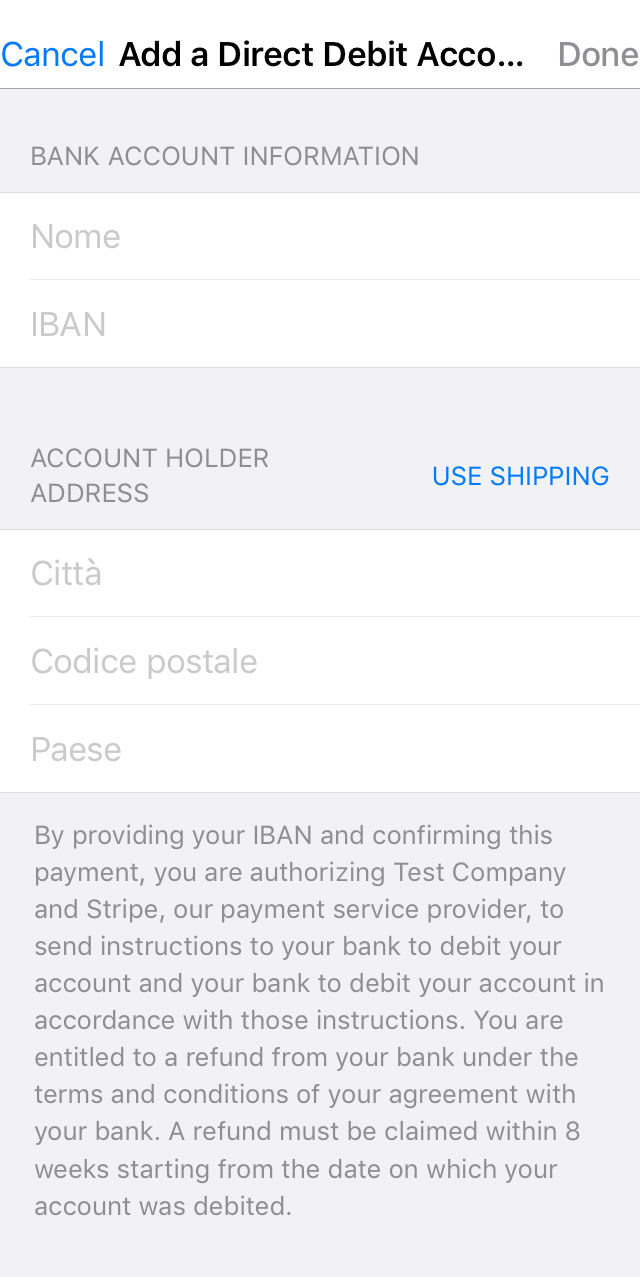 Cancel Add a Direct Debit Acco... Done
BANK ACCOUNT INFORMATION
Nome
IBAN
ACCOUNT HOLDER
ADDRESS
USE SHIPPING
Città
Codice postale
Paese
By providing your IBAN and confirming this
payment, you are authorizing Test Company
and Stripe, our payment service provider, to
send instructions to your bank to debit your
account and your bank to debit your account in
accordance with those instructions. You are
entitled to a refund from your bank under the
terms and conditions of your agreement with
your bank. A refund must be claimed within 8
weeks starting from the date on which your
account was debited.